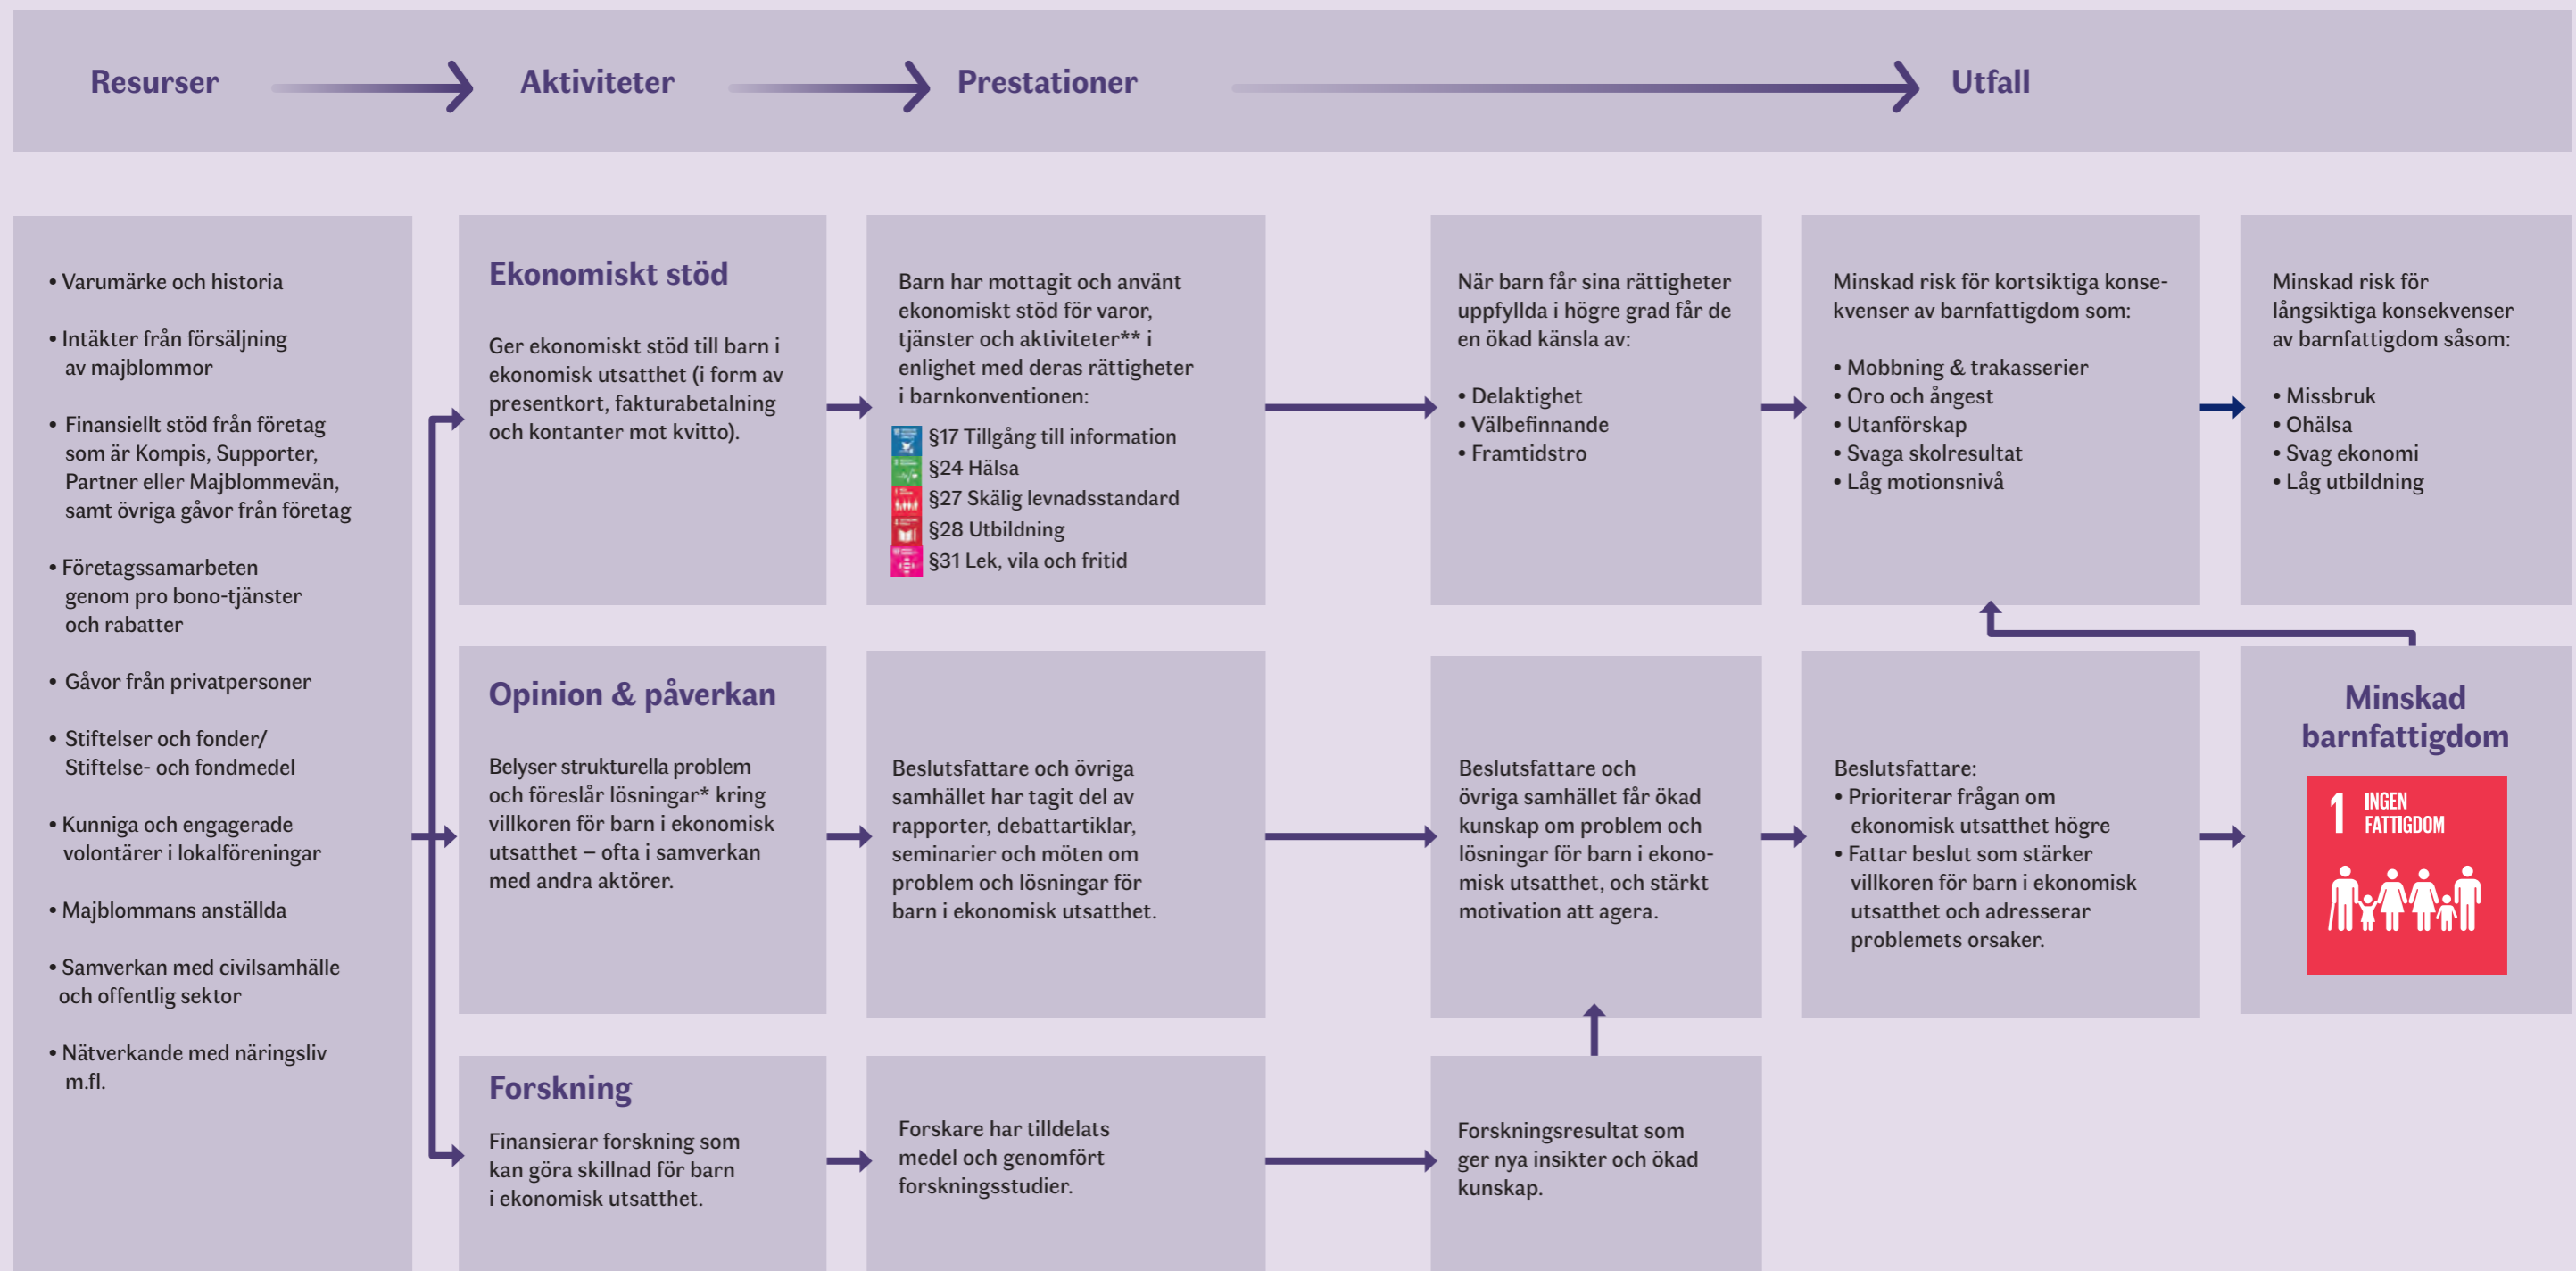 Resurser
Aktiviteter
Prestationer
Utfall
• Varumärke och historia
• Intäkter från försäljning
av majblommor
• Finansiellt stöd från företag
som är Kompis, Supporter,
Partner eller Majblommevän,
samt övriga gåvor från företag
• Företagssamarbeten
genom pro bono-tjänster
och rabatter
• Gåvor från privatpersoner
• Stiftelser och fonder/
Stiftelse- och fondmedel
• Kunniga och engagerade
volontärer i lokalföreningar
• Majblommans anställda
• Samverkan med civilsamhälle
och offentlig sektor
• Nätverkande med näringsliv
m.fl.
Ekonomiskt stöd
Ger ekonomiskt stöd till barn i
ekonomisk utsatthet (i form av
presentkort, fakturabetalning
och kontanter mot kvitto).
Barn har mottagit och använt
ekonomiskt stöd för varor,
tjänster och aktiviteter** i
enlighet med deras rättigheter
i barnkonventionen:
§17 Tillgång till information
§24 Hälsa
§27 Skälig levnadsstandard
§28 Utbildning
§31 Lek, vila och fritid
När barn får sina rättigheter
uppfyllda i högre grad får de
en ökad känsla av:
• Delaktighet
• Välbefinnande
• Framtidstro
Minskad risk för kortsiktiga konse-
kvenser av barnfattigdom som:
• Mobbning & trakasserier
• Oro och ångest
• Utanförskap
• Svaga skolresultat
• Låg motionsnivå
Minskad risk för
långsiktiga konsekvenser
av barnfattigdom såsom:
• Missbruk
• Ohälsa
• Svag ekonomi
• Låg utbildning
Opinion & påverkan
Belyser strukturella problem
och föreslår lösningar* kring
villkoren för barn i ekonomisk
utsatthet – ofta i samverkan
med andra aktörer.
Beslutsfattare och övriga
samhället har tagit del av
rapporter, debattartiklar,
seminarier och möten om
problem och lösningar för
barn i ekonomisk utsatthet.
Beslutsfattare och
övriga samhället får ökad
kunskap om problem och
lösningar för barn i ekono-
misk utsatthet, och stärkt
motivation att agera.
Beslutsfattare:
• Prioriterar frågan om
ekonomisk utsatthet högre
• Fattar beslut som stärker
villkoren för barn i ekonomisk
utsatthet och adresserar
problemets orsaker.
Minskad
barnfattigdom
1 INGEN
FATTIGDOM
Forskning
Finansierar forskning som
kan göra skillnad för barn
i ekonomisk utsatthet.
Forskare har tilldelats
medel och genomfört
forskningsstudier.
Forskningsresultat som
ger nya insikter och ökad
kunskap.